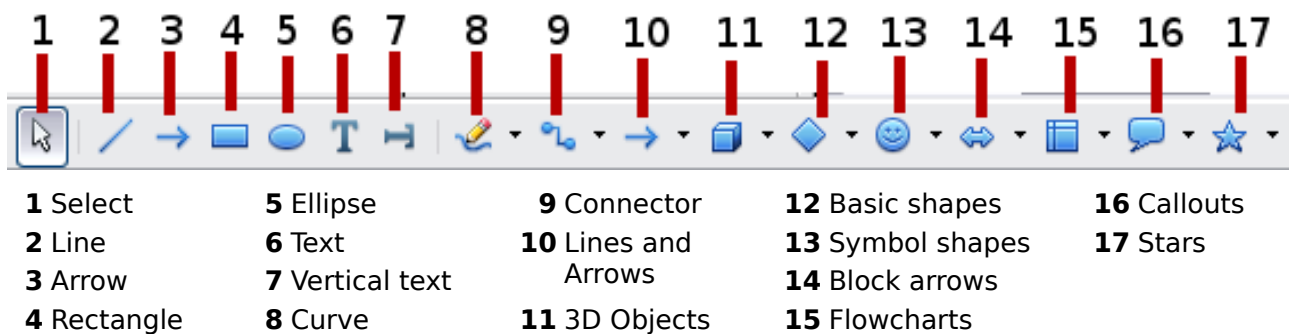 1 2 3 4 5 6 7 8 9 10 11 12 13 14 15 16 17
1 Select
2 Line
3 Arrow
4 Rectangle
5 Ellipse
6 Text
7 Vertical text
8 Curve
9 Connector
10 Lines and
Arrows
11 3D Objects
12 Basic shapes
13 Symbol shapes
14 Block arrows
15 Flowcharts
16 Callouts
17 Stars